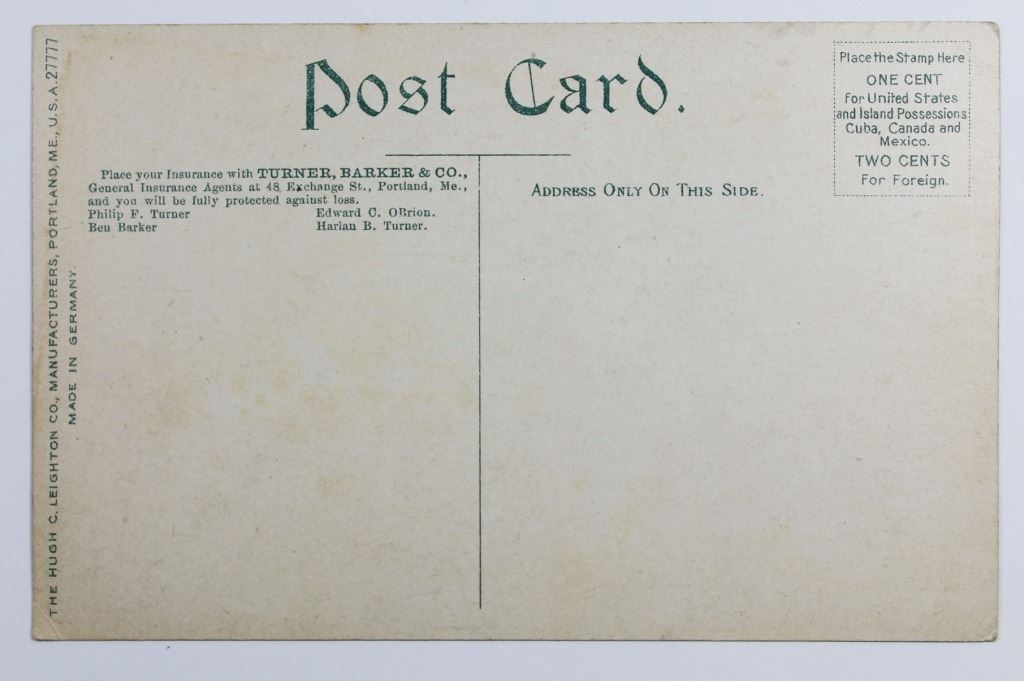 Post Card.
Place the Stamp Here
ONE CENT
for United States
and Island Possessions
Cuba, Canada and
Mexico.
TWO CENTS
For Foreign.
Place your Insurance with TURNER, BARKER & CO.,
General Insurance Agents at 48 Exchange St., Portland, Me.,
and you will be fully protected against loss.
Philip F. Turner Edward C. OBrion.
Ben Barker Harlan B. Turner.
ADDRESS ONLY ON THIS SIDE.
THE HUGH C. LEIGHTON CO., MANUFACTURERS, PORTLAND, ME., U.S.A. 27777
MADE IN GERMANY.